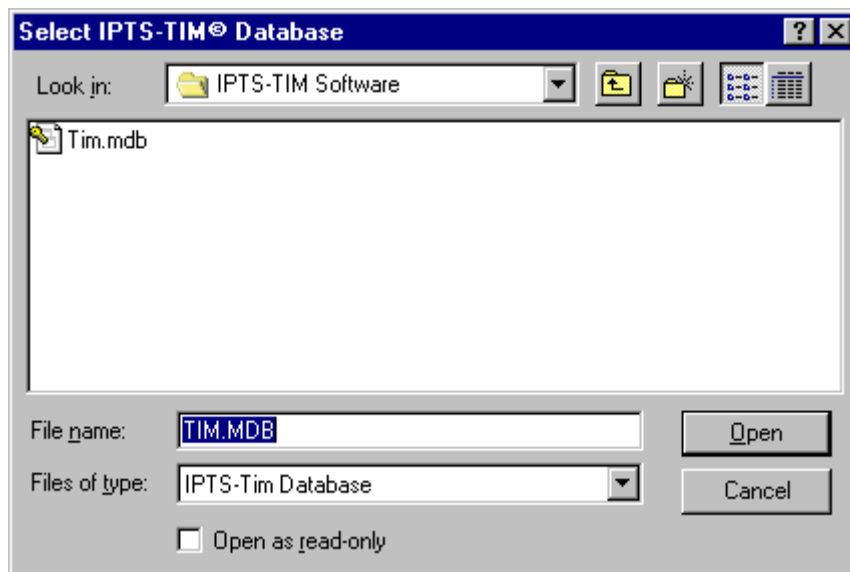 Select IPTS-TIM® Database
Look in: IPTS-TIM Software
Tim.mdb
File name: TIM.MDB Open
Files of type: IPTS-Tim Database Cancel
Open as read-only